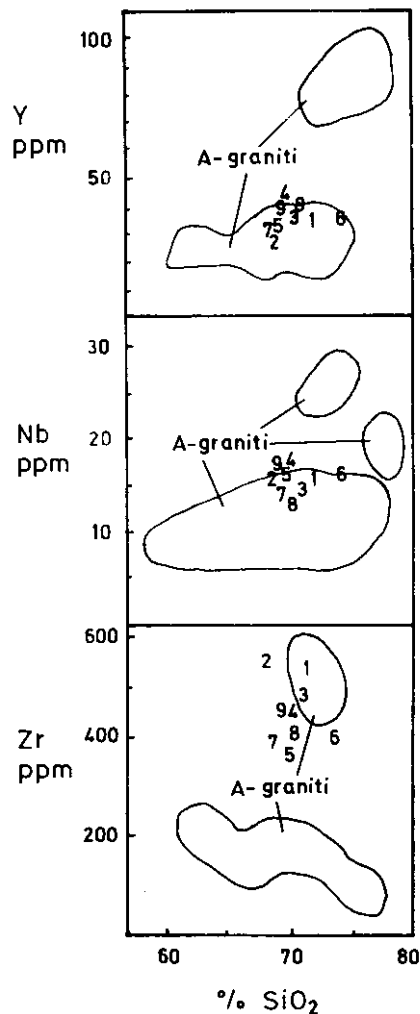 100
Y
ppm
A-graniti
50
4
9 8
3 1 6
7 5
2
30
Nb
ppm
20
A-graniti
9 4
2 5 1 6
7 3
8
10
600
2 1
3
9 4
Zr
ppm
400
7 8 6
5
A-graniti
200
60 70 80
% SiO₂